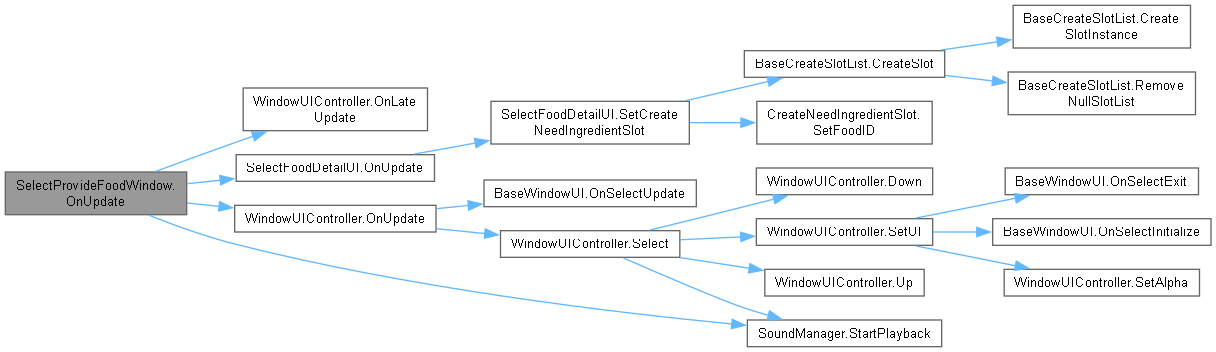 SelectProvideFoodWindow.
OnUpdate
WindowUIController.OnLate
Update
SelectFoodDetailUI.OnUpdate
WindowUIController.OnUpdate
SelectFoodDetailUI.SetCreate
NeedIngredientSlot
BaseWindowUI.OnSelectUpdate
WindowUIController.Select
BaseCreateSlotList.CreateSlot
CreateNeedIngredientSlot.
SetFoodID
WindowUIController.Down
WindowUIController.SetUI
WindowUIController.Up
SoundManager.StartPlayback
BaseCreateSlotList.Create
SlotInstance
BaseCreateSlotList.Remove
NullSlotList
BaseWindowUI.OnSelectExit
BaseWindowUI.OnSelectInitialize
WindowUIController.SetAlpha